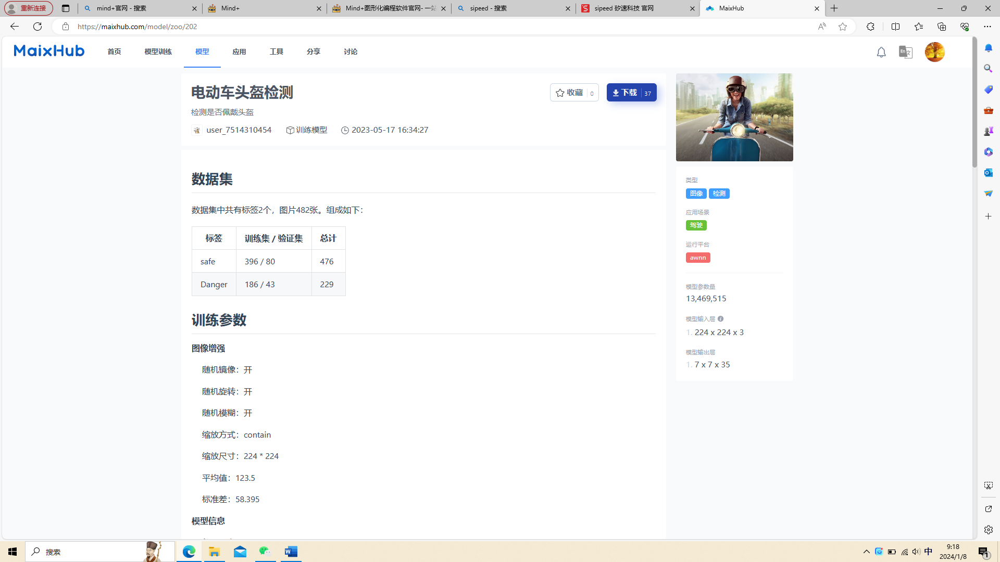 重新连接
mind+官网 - 搜索
Mind+
Mind+图形化编程软件官网- 一站
sipeed - 搜索
sipeed 矽速科技 官网
MaixHub
https://maixhub.com/model/zoo/202
MaixHub
首页
模型训练
模型
应用
工具
分享
讨论
电动车头盔检测
收藏 0
下载 37
检测是否佩戴头盔
user_7514310454
训练模型
2023-05-17 16:34:27
数据集
数据集中共有标签2个，图片482张。组成如下：
标签 训练集 / 验证集 总计
safe 396 / 80 476
Danger 186 / 43 229
训练参数
图像增强
随机镜像：开
随机旋转：开
随机模糊：开
缩放方式：contain
缩放尺寸：224 * 224
平均值：123.5
标准差：58.395
模型信息
类型
图像 检测
应用场景
驾驶
运行平台
awnn
模型参数量
13,469,515
模型输入层
1. 224 x 224 x 3
模型输出层
1. 7 x 7 x 35
搜索
中
9:18
2024/1/8
1